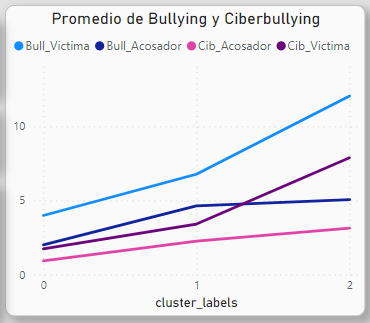 Promedio de Bullying y Ciberbullying
Bull_Victima Bull_Acosador Cib_Acosador Cib_Victima
10
5
0
0 1 2
cluster_labels